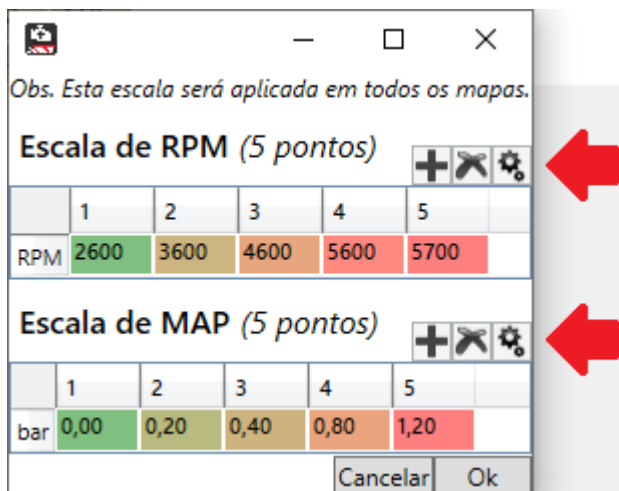 Obs. Esta escala será aplicada em todos os mapas.
Escala de RPM (5 pontos)
1 2 3 4 5
RPM 2600 3600 4600 5600 5700
Escala de MAP (5 pontos)
1 2 3 4 5
bar 0,00 0,20 0,40 0,80 1,20
Cancelar Ok